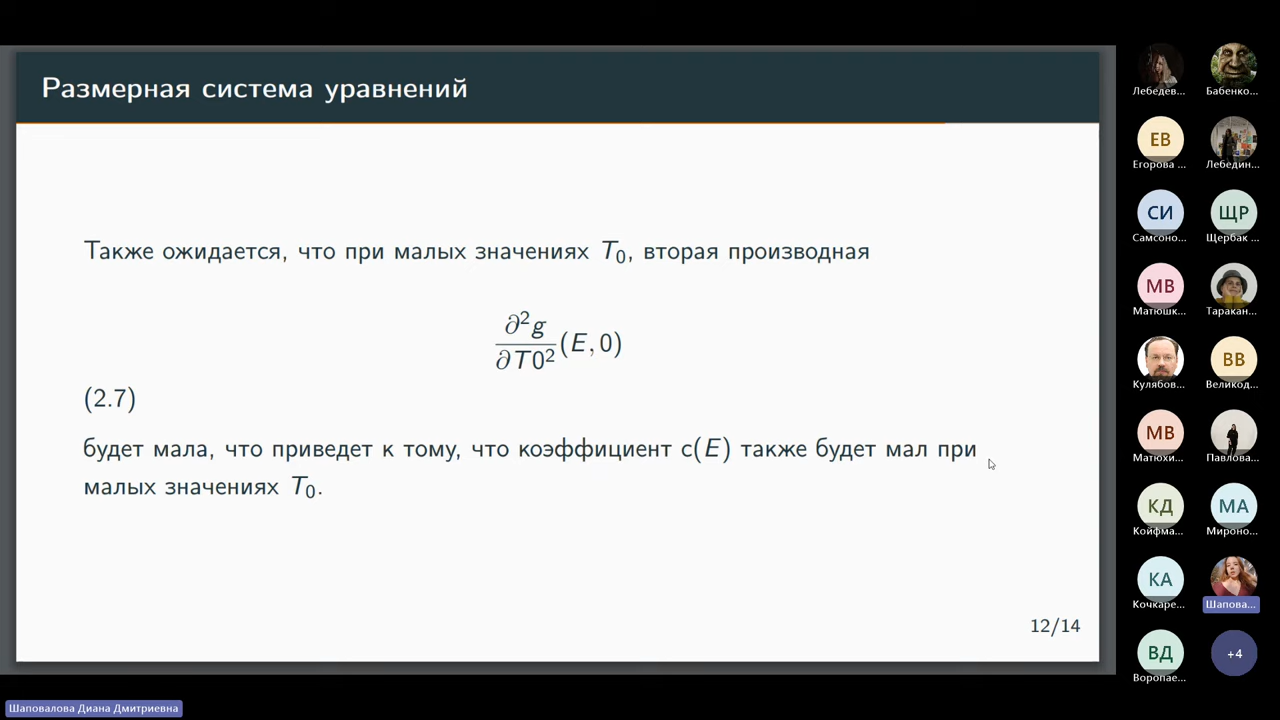 Размерная система уравнений
Также ожидается, что при малых значениях T₀, вторая производная
∂²g
∂T0²
(E, 0)
(2.7)
будет мала, что приведет к тому, что коэффициент c(E) также будет мал при
малых значениях T₀.
12/14
Лебедев...
Бабенко...
ЕВ
Егорова ...
Лебедин...
СИ
Самсоно...
ЩР
Щербак ...
МВ
Матюшк...
Таракан...
Кулябов...
ВВ
Великод...
МВ
Матюхи...
Павлова...
КД
Койфма...
МА
Мироно...
КА
Кочкаре...
Шапова...
ВД
Воропае...
+4
Шаповалова Диана Дмитриевна